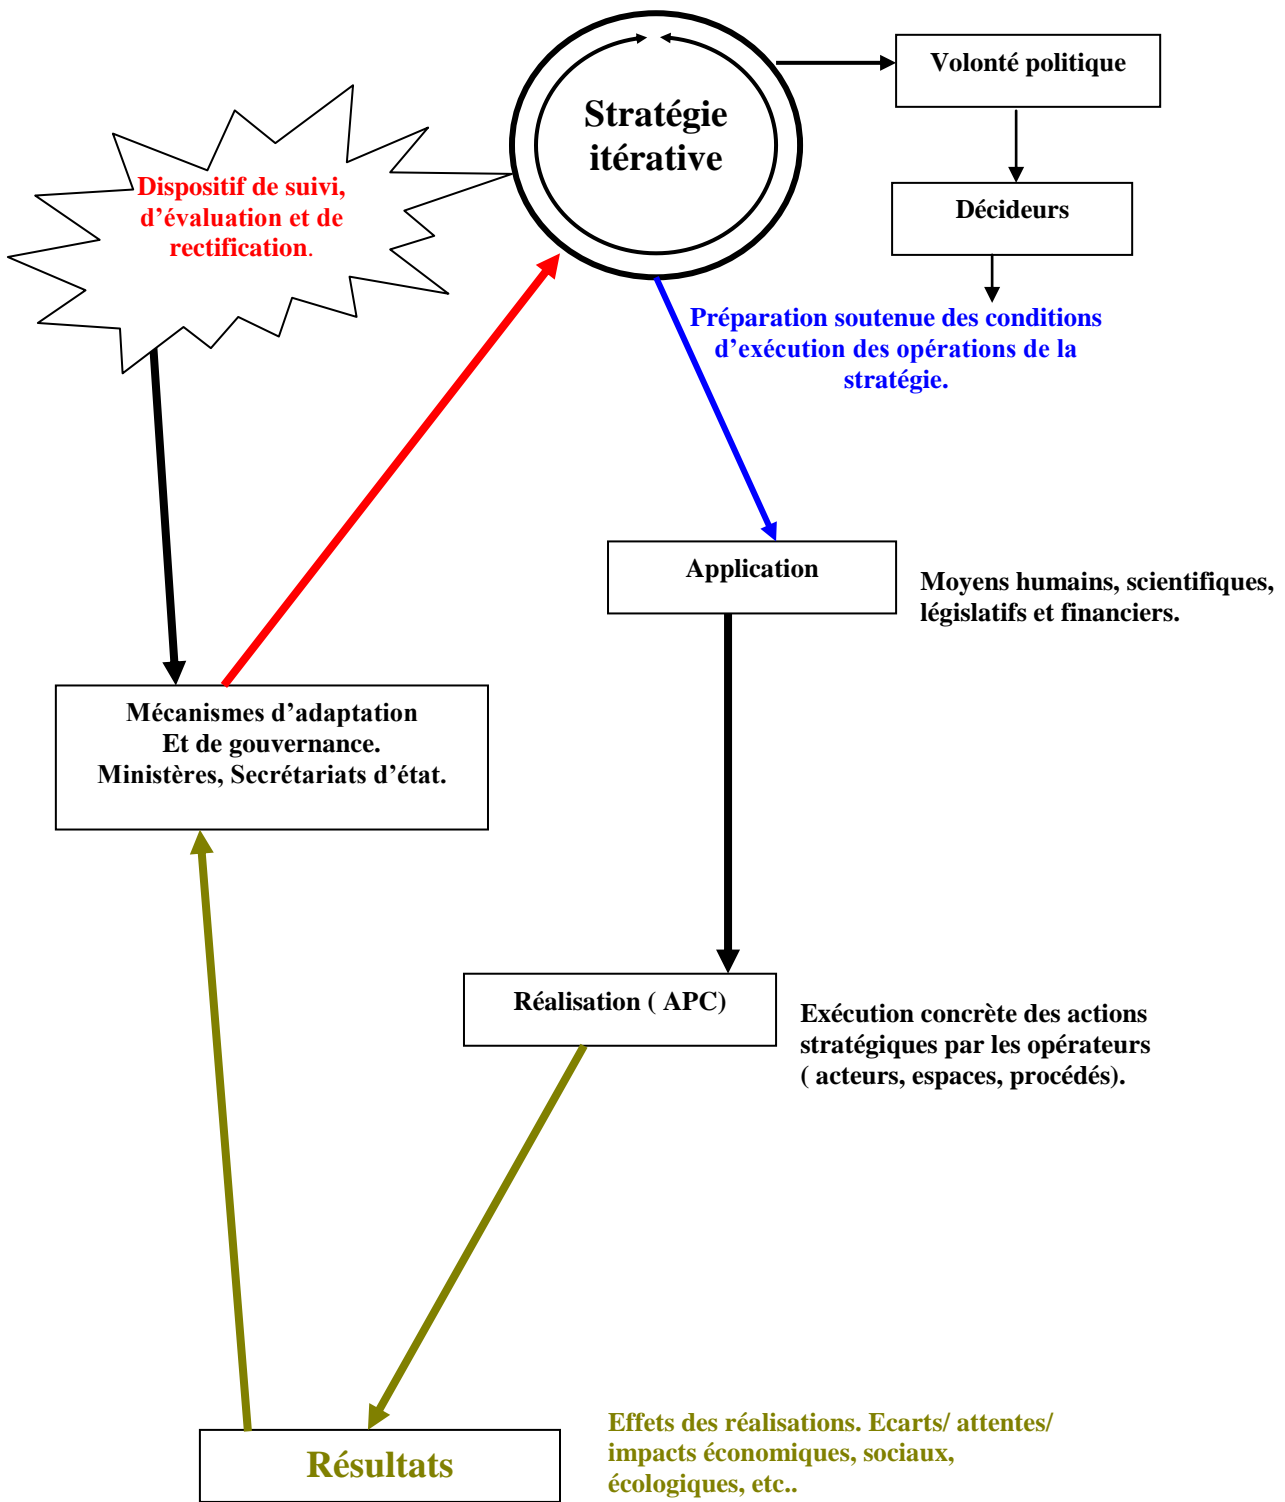 Stratégie
itérative
Volonté politique
Décideurs
Dispositif de suivi,
d’évaluation et de
rectification.
Préparation soutenue des conditions
d'exécution des opérations de la
stratégie.
Application
Moyens humains, scientifiques,
législatifs et financiers.
Mécanismes d’adaptation
Et de gouvernance.
Ministères, Secrétariats d’état.
Réalisation ( APC)
Exécution concrète des actions
stratégiques par les opérateurs
( acteurs, espaces, procédés).
Résultats
Effets des réalisations. Ecarts/ attentes/
impacts économiques, sociaux,
écologiques, etc..